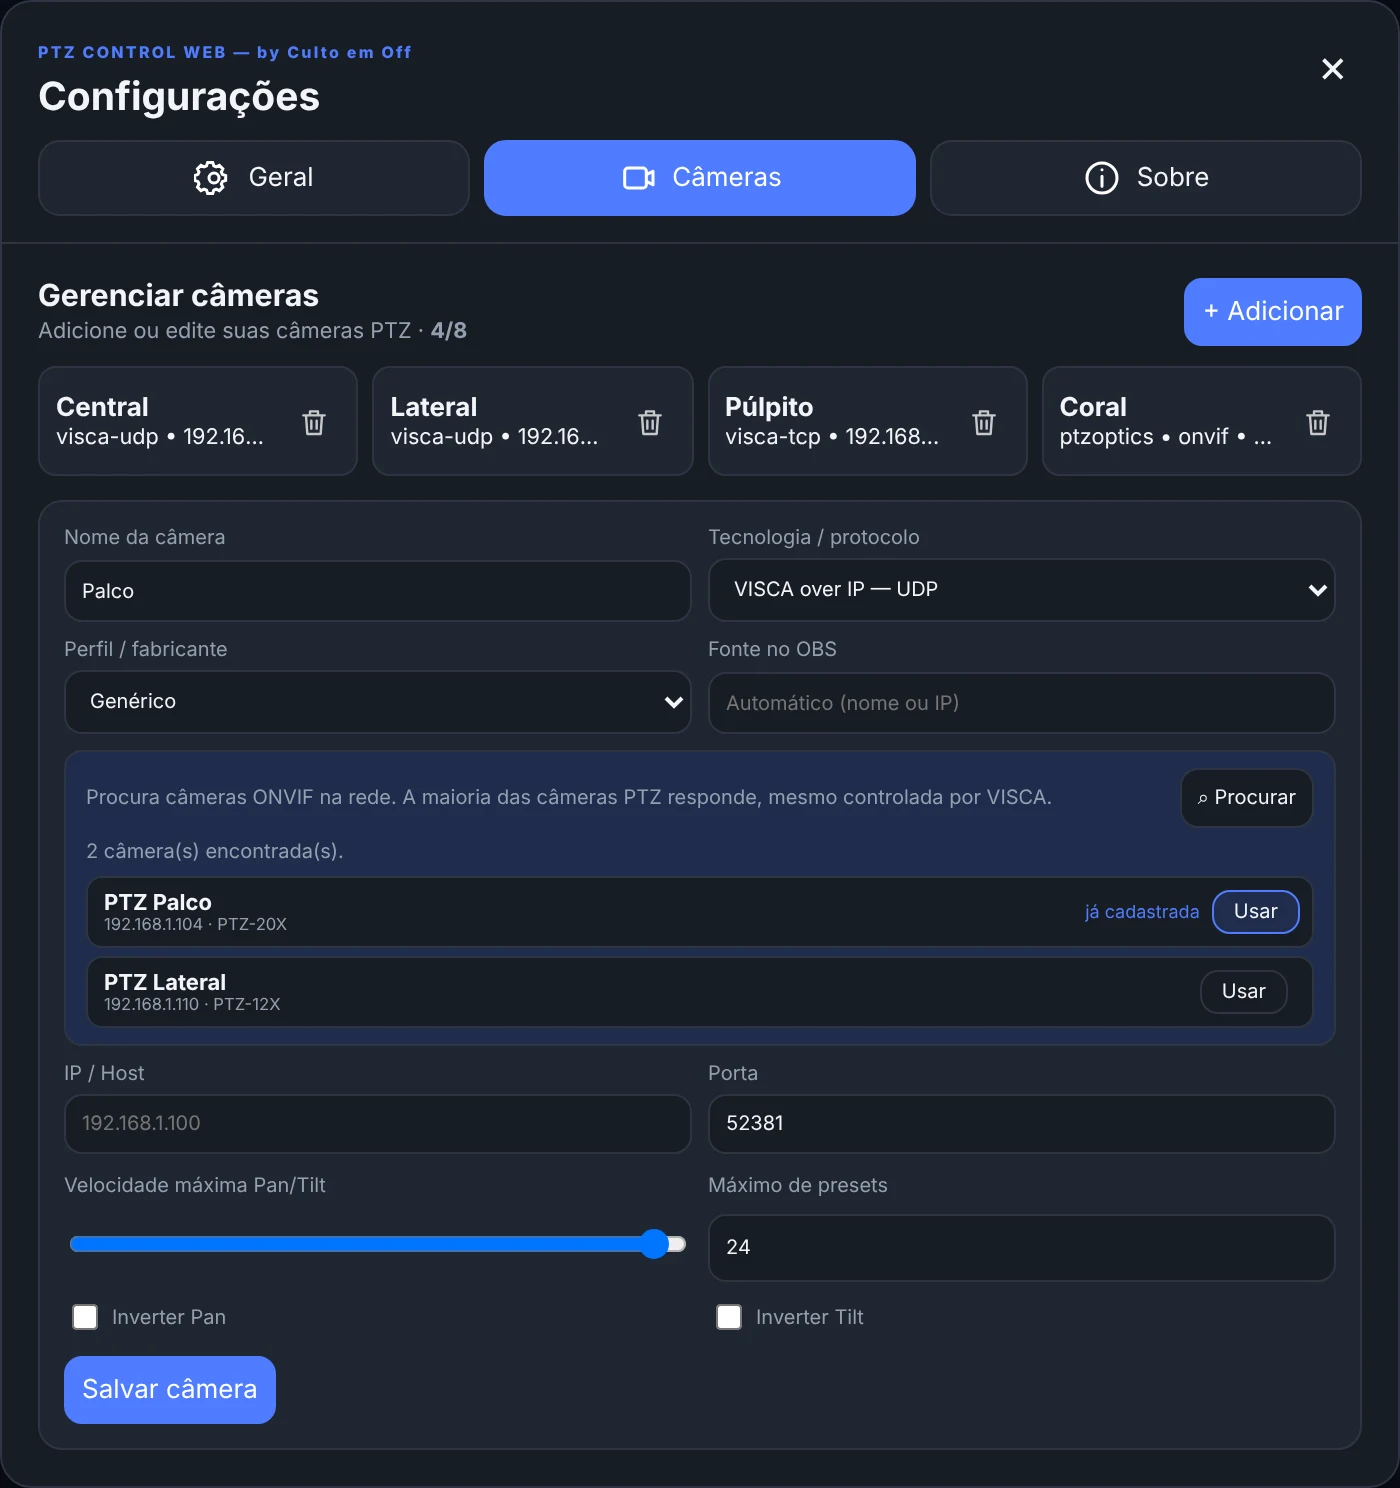 PTZ CONTROL WEB — by Culto em Off
Configurações
Geral
Câmeras
Sobre
Gerenciar câmeras
Adicione ou edite suas câmeras PTZ · 4/8
+ Adicionar
Central
visca-udp • 192.16...
Lateral
visca-udp • 192.16...
Púlpito
visca-tcp • 192.168...
Coral
ptzoptics • onvif • ...
Nome da câmera
Palco
Tecnologia / protocolo
VISCA over IP — UDP
Perfil / fabricante
Genérico
Fonte no OBS
Automático (nome ou IP)
Procura câmeras ONVIF na rede. A maioria das câmeras PTZ responde, mesmo controlada por VISCA.
⌕ Procurar
2 câmera(s) encontrada(s).
PTZ Palco
192.168.1.104 · PTZ-20X
já cadastrada
Usar
PTZ Lateral
192.168.1.110 · PTZ-12X
Usar
IP / Host
192.168.1.100
Porta
52381
Velocidade máxima Pan/Tilt
Máximo de presets
24
Inverter Pan
Inverter Tilt
Salvar câmera